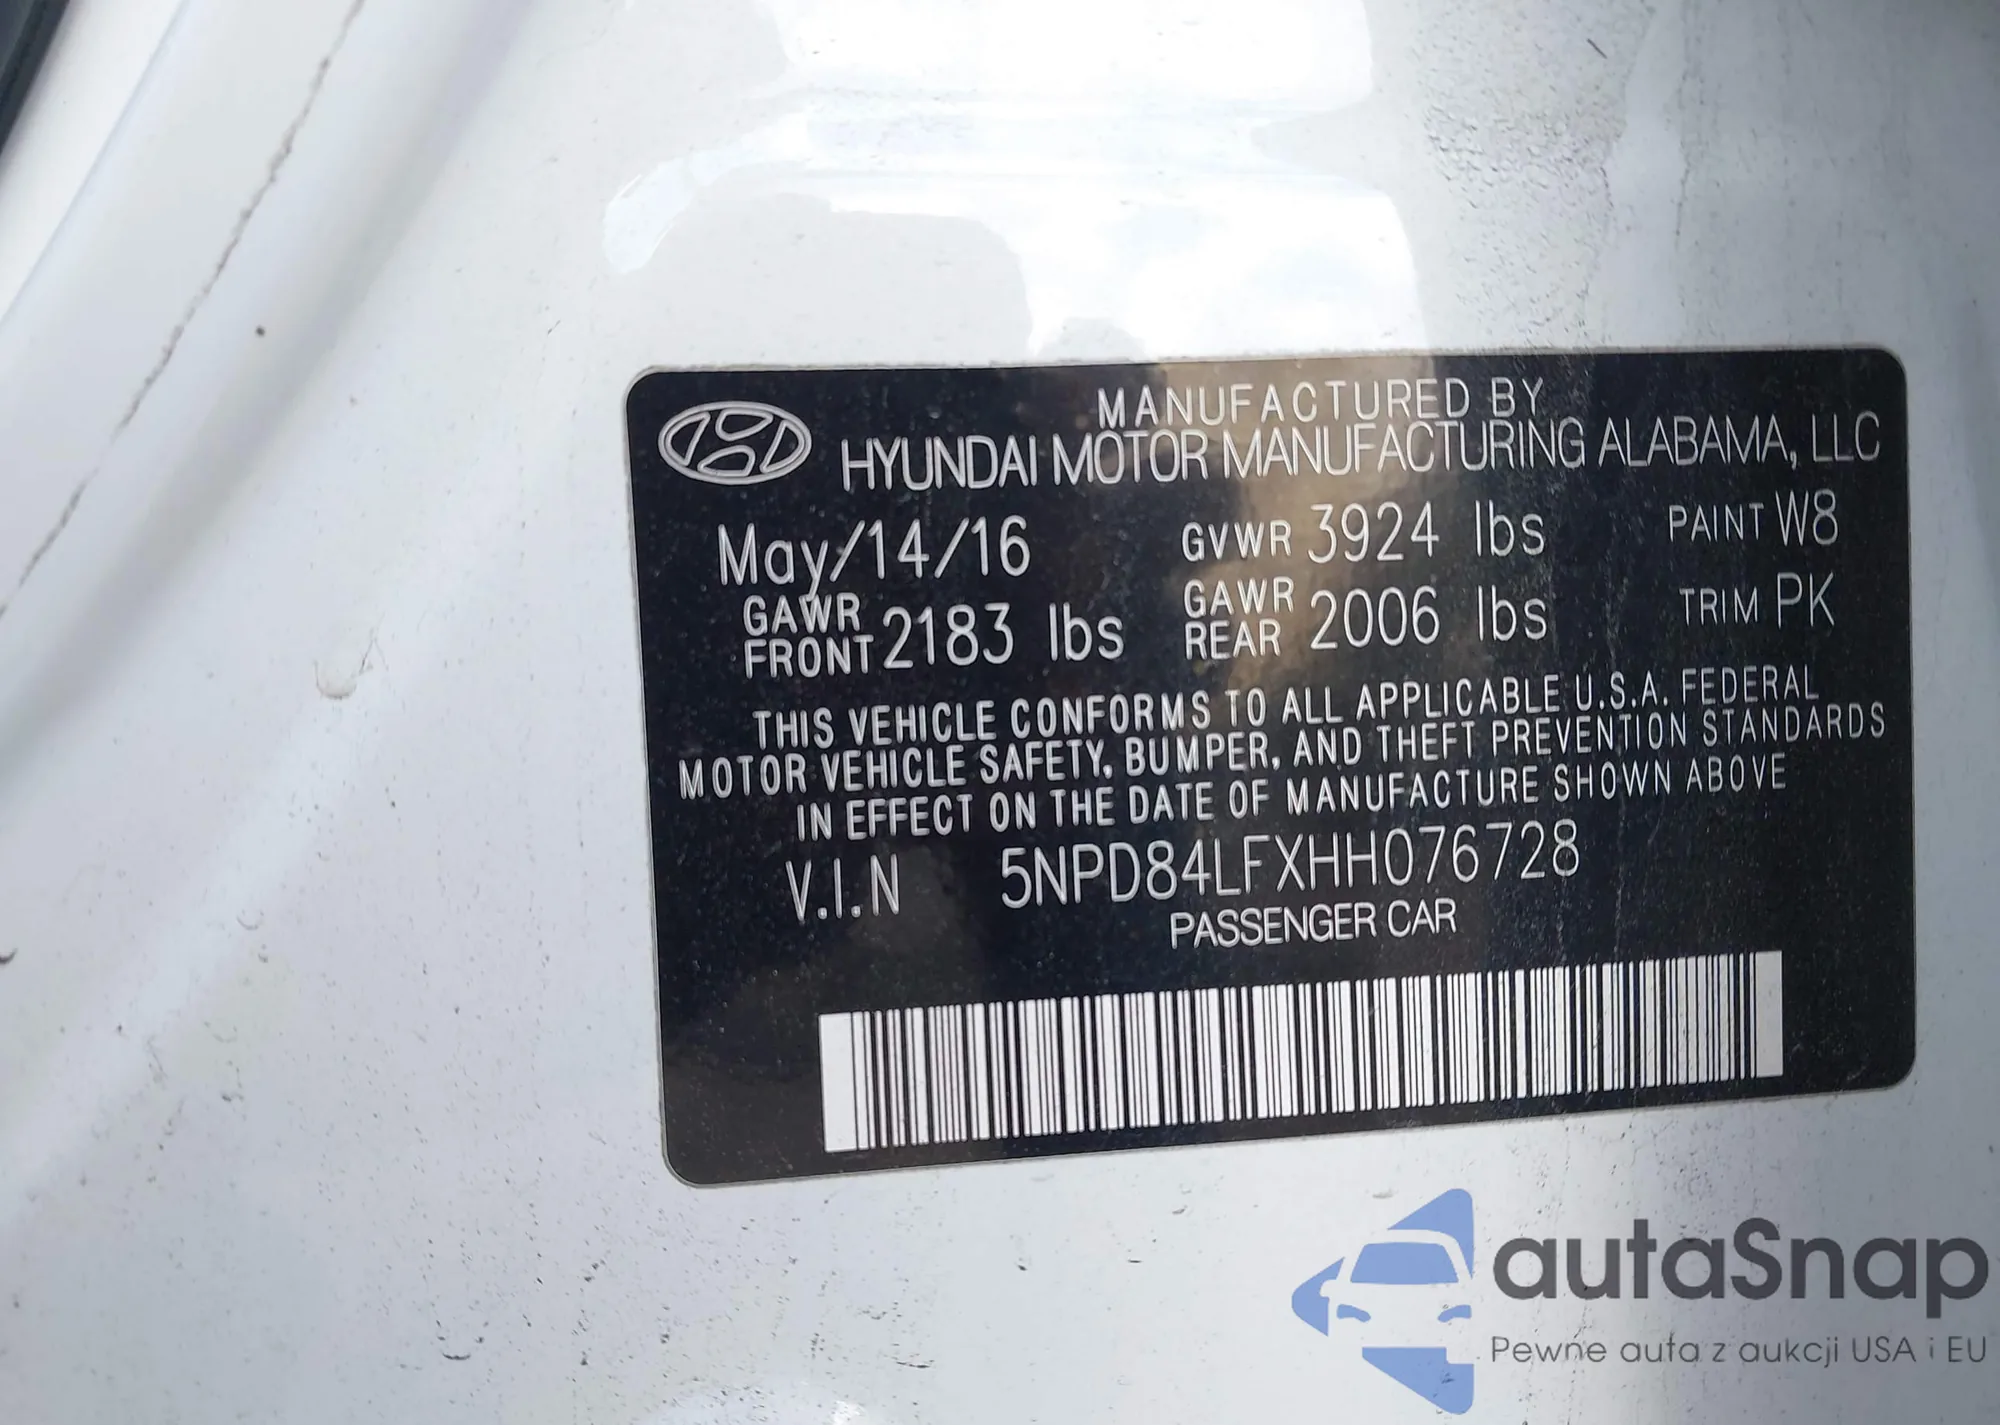 MANUFACTURED BY
HYUNDAI MOTOR MANUFACTURING ALABAMA, LLC
May/14/16 GVWR 3924 lbs PAINT W8
GAWR FRONT 2183 lbs GAWR REAR 2006 lbs TRIM PK
THIS VEHICLE CONFORMS TO ALL APPLICABLE U.S.A. FEDERAL
MOTOR VEHICLE SAFETY, BUMPER, AND THEFT PREVENTION STANDARDS
IN EFFECT ON THE DATE OF MANUFACTURE SHOWN ABOVE
V.I.N 5NPD84LFXHH076728
PASSENGER CAR
autaSnap
Pewne auta z aukcji USA i EU